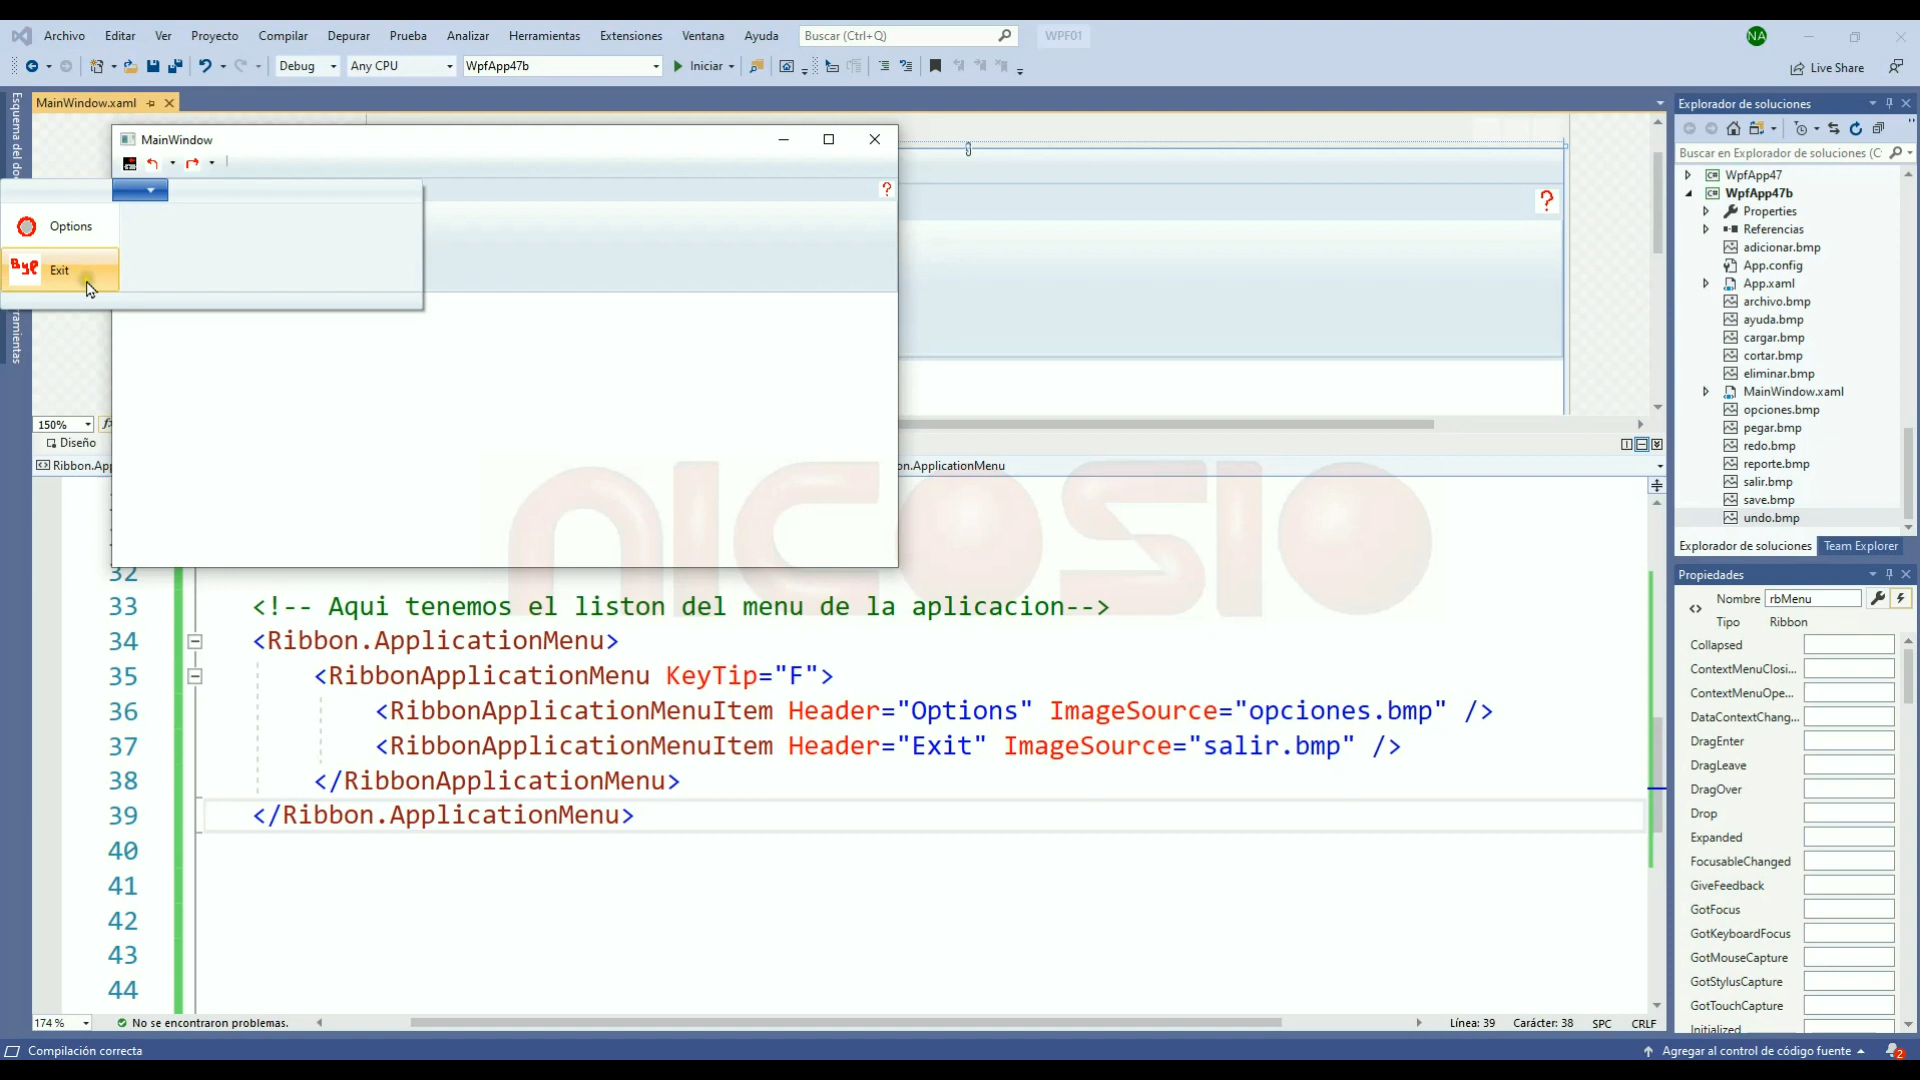 Archivo Editar Ver Proyecto Compilar Depurar Prueba Analizar Herramientas Extensiones Ventana Ayuda Buscar (Ctrl+Q) WPF01 NA
Debug Any CPU WpfApp47b Iniciar Live Share
MainWindow.xaml
MainWindow
?
Options
Bye Exit
?
150%
Diseño
Ribbon.App
on.ApplicationMenu
NICOSIO
32
33 <!-- Aqui tenemos el liston del menu de la aplicacion-->
34 <Ribbon.ApplicationMenu>
35 <RibbonApplicationMenu KeyTip="F">
36 <RibbonApplicationMenuItem Header="Options" ImageSource="opciones.bmp" />
37 <RibbonApplicationMenuItem Header="Exit" ImageSource="salir.bmp" />
38 </RibbonApplicationMenu>
39 </Ribbon.ApplicationMenu>
40
41
42
43
44
174 % No se encontraron problemas. Línea: 39 Carácter: 38 SPC CRLF
Compilación correcta
Agregar al control de código fuente 2
Explorador de soluciones
Buscar en Explorador de soluciones (C
WpfApp47
WpfApp47b
Properties
Referencias
adicionar.bmp
App.config
App.xaml
archivo.bmp
ayuda.bmp
cargar.bmp
cortar.bmp
eliminar.bmp
MainWindow.xaml
opciones.bmp
pegar.bmp
redo.bmp
reporte.bmp
salir.bmp
save.bmp
undo.bmp
Explorador de soluciones Team Explorer
Propiedades
Nombre rbMenu
Tipo Ribbon
Collapsed
ContextMenuClosi...
ContextMenuOpe...
DataContextChang...
DragEnter
DragLeave
DragOver
Drop
Expanded
FocusableChanged
GiveFeedback
GotFocus
GotKeyboardFocus
GotMouseCapture
GotStylusCapture
GotTouchCapture
Initialized